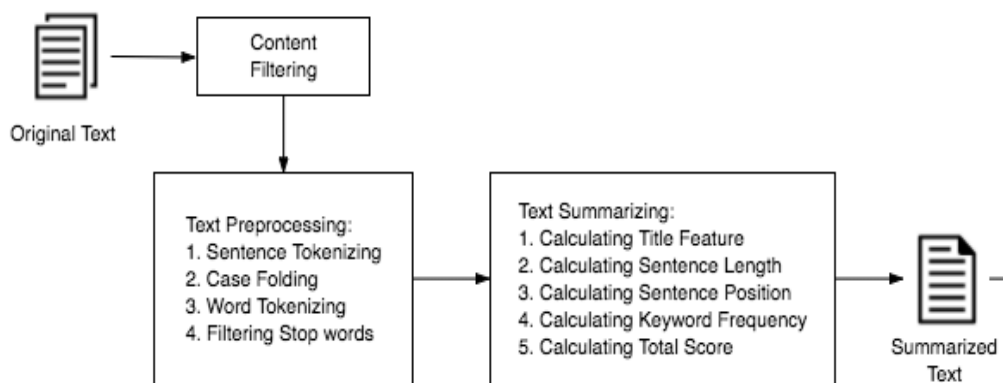 Original Text
Content
Filtering
Text Preprocessing:
1. Sentence Tokenizing
2. Case Folding
3. Word Tokenizing
4. Filtering Stop words
Text Summarizing:
1. Calculating Title Feature
2. Calculating Sentence Length
3. Calculating Sentence Position
4. Calculating Keyword Frequency
5. Calculating Total Score
Summarized
Text